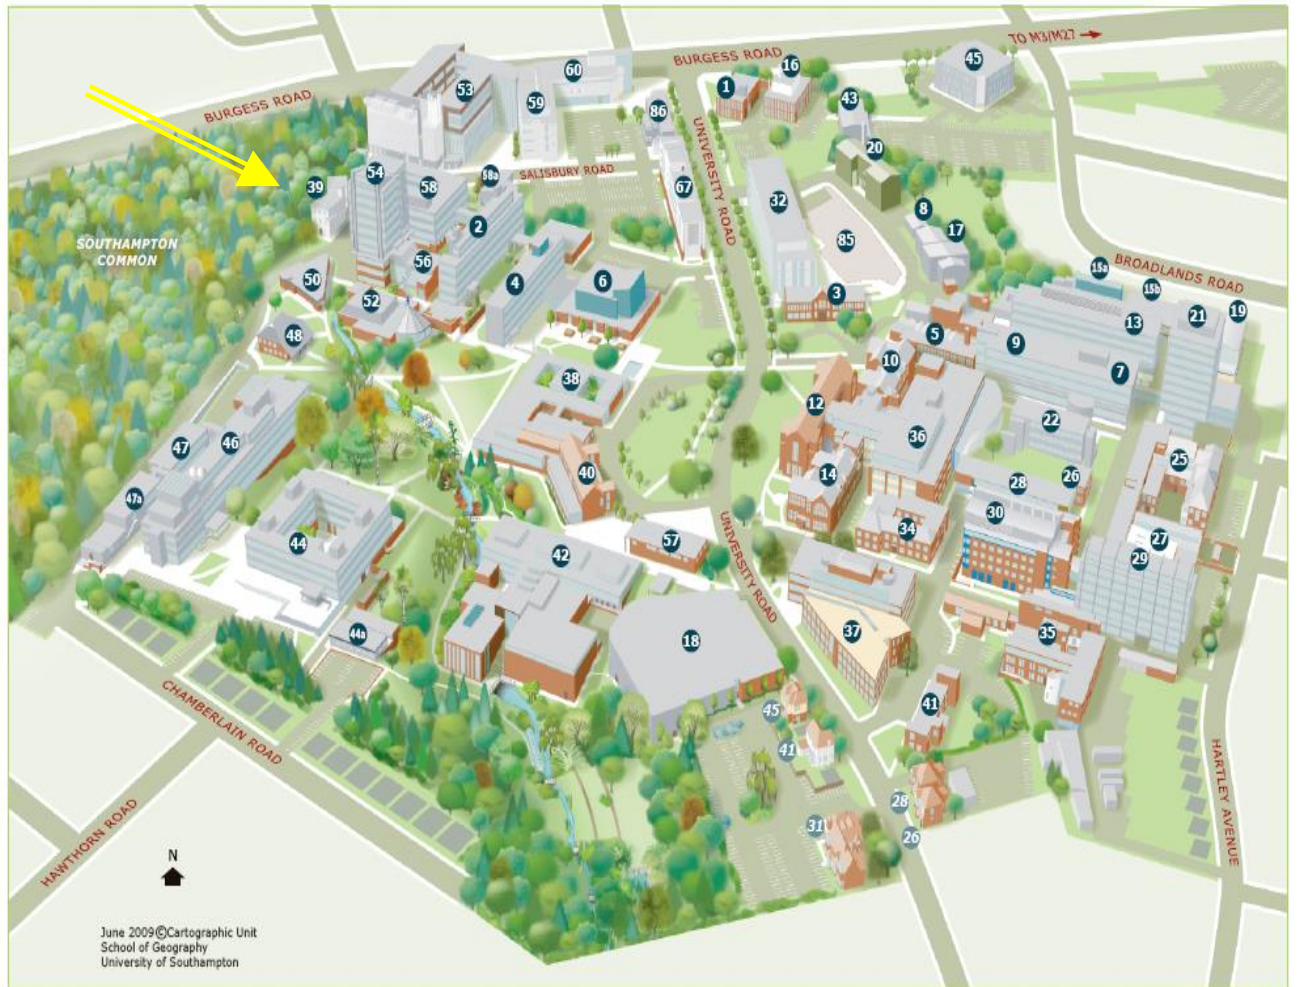 TO M3/M27
BURGESS ROAD
16
45
60
53
1
59
43
86
BURGESS ROAD
20
54
58
58a
SALISBURY ROAD
39
67
UNIVERSITY ROAD
32
8
2
17
85
SOUTHAMPTON
COMMON
56
15a
BROADLANDS ROAD
50
4
6
15b
3
52
19
21
13
48
5
9
10
7
38
12
22
36
47
46
25
40
14
26
28
47a
30
34
UNIVERSITY ROAD
27
44
42
57
29
44a
37
35
18
41
45
CHAMBERLAIN ROAD
41
HARTLEY AVENUE
28
31
26
HAWTHORN ROAD
N
June 2009©Cartographic Unit
School of Geography
University of Southampton